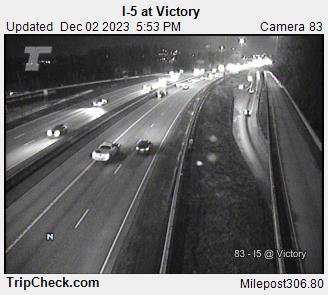 I-5 at Victory
Updated Dec 02 2023 5:53 PM Camera 83
T
N
83 - I5 @ Victory
TripCheck.com Milepost306.80